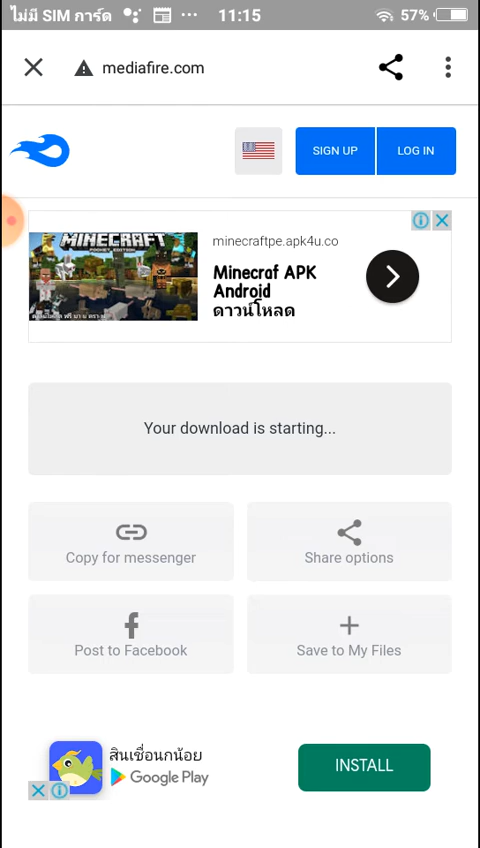 ไม่มี SIM การ์ด 11:15 57%
mediafire.com
SIGN UP LOG IN
minecraftpe.apk4u.co
MINECRAFT
POCKET EDITION
Minecraf APK
Android
ดาวน์โหลด
Your download is starting...
Copy for messenger Share options
Post to Facebook Save to My Files
สินเชื่อนกน้อย
Google Play
INSTALL